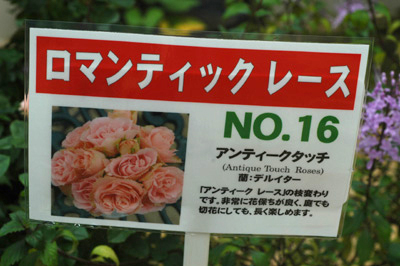 ロマンティック レース
NO.16
アンティークタッチ
(Antique Touch Roses)
蘭：デルイター
｢アンティーク レース｣の枝変わり
です。非常に花保ちが良く、庭でも
切花にしても、長く楽しめます。